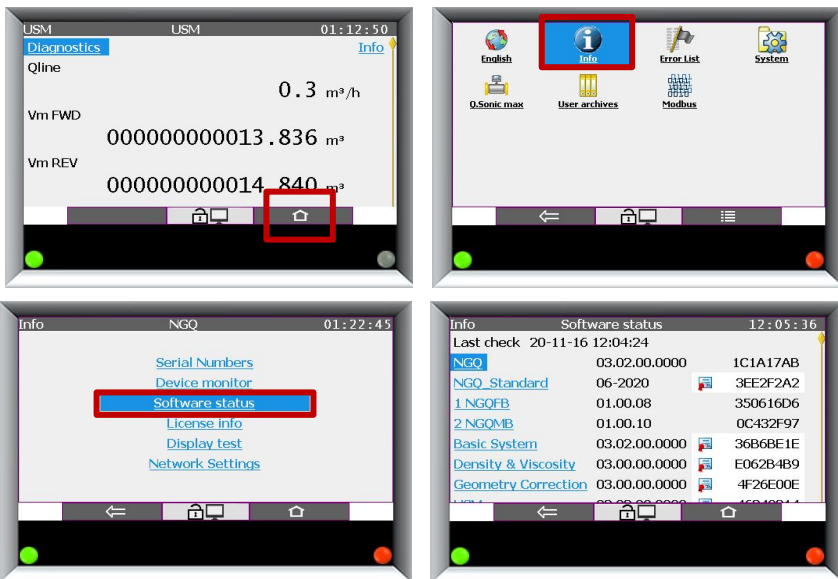 USM USM 01:12:50
Diagnostics Info
Qline
0.3 m³/h
Vm FWD
000000000013.836 m³
Vm REV
000000000014.840 m³
English Info Error List System
Q.Sonic max User archives Modbus
Info NGQ 01:22:45
Serial Numbers
Device monitor
Software status
License info
Display test
Network Settings
Info Software status 12:05:36
Last check 20-11-16 12:04:24
NGQ 03.02.00.0000 1C1A17AB
NGQ_Standard 06-2020 3EE2F2A2
1 NGQFB 01.00.08 350616D6
2 NGQMB 01.00.10 0C432F97
Basic System 03.02.00.0000 36B6BE1E
Density & Viscosity 03.00.00.0000 E062B4B9
Geometry Correction 03.00.00.0000 4F26E00E